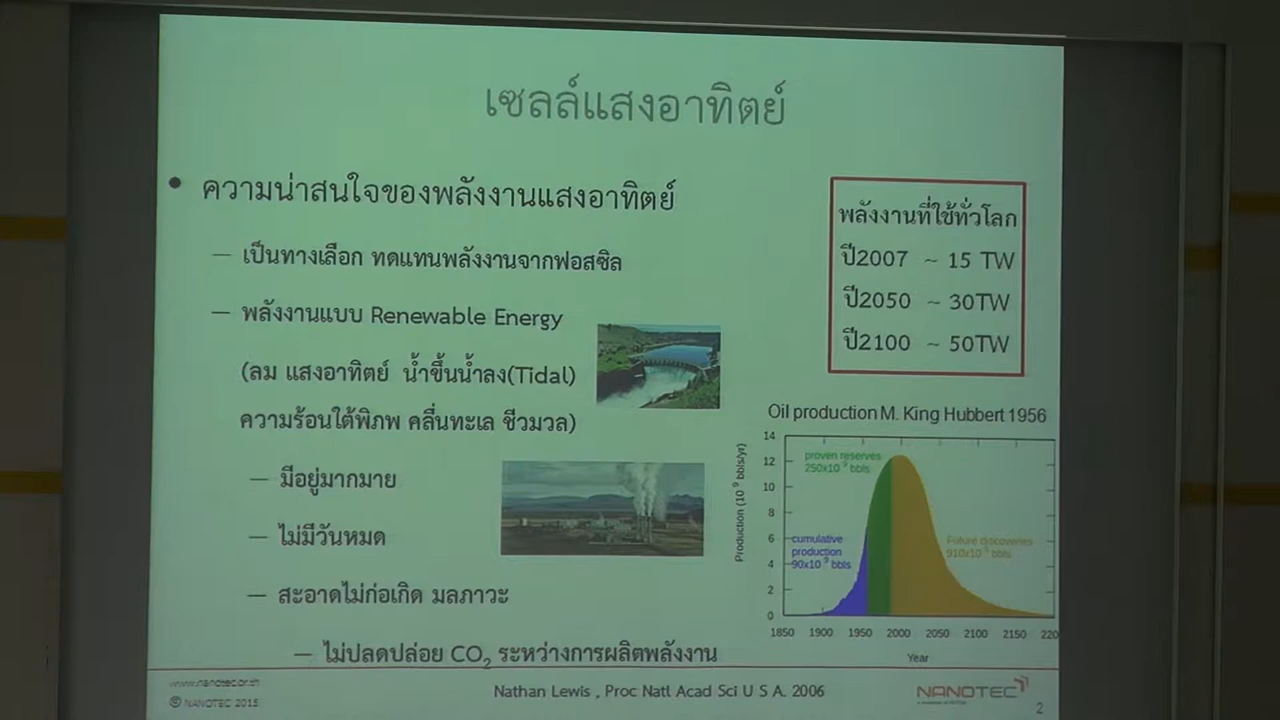 เซลล์แสงอาทิตย์
• ความน่าสนใจของพลังงานแสงอาทิตย์
— เป็นทางเลือก ทดแทนพลังงานจากฟอสซิล
— พลังงานแบบ Renewable Energy
(ลม แสงอาทิตย์ น้ำขึ้นน้ำลง(Tidal)
ความร้อนใต้พิภพ คลื่นทะเล ชีวมวล)
— มีอยู่มากมาย
— ไม่มีวันหมด
— สะอาดไม่ก่อเกิด มลภาวะ
— ไม่ปลดปล่อย CO₂ ระหว่างการผลิตพลังงาน
พลังงานที่ใช้ทั่วโลก
ปี2007 ~ 15 TW
ปี2050 ~ 30TW
ปี2100 ~ 50TW
Oil production M. King Hubbert 1956
Production (10⁹ bbls/yr)
14
12
10
8
6
4
2
0
proven reserves
250x10⁹ bbls
cumulative
production
90x10⁹ bbls
Future discoveries
910x10⁹ bbls
1850 1900 1950 2000 2050 2100 2150 220
Year
www.nanotec.or.th
© NANOTEC 2015
Nathan Lewis , Proc Natl Acad Sci U S A. 2006
NANOTEC
2